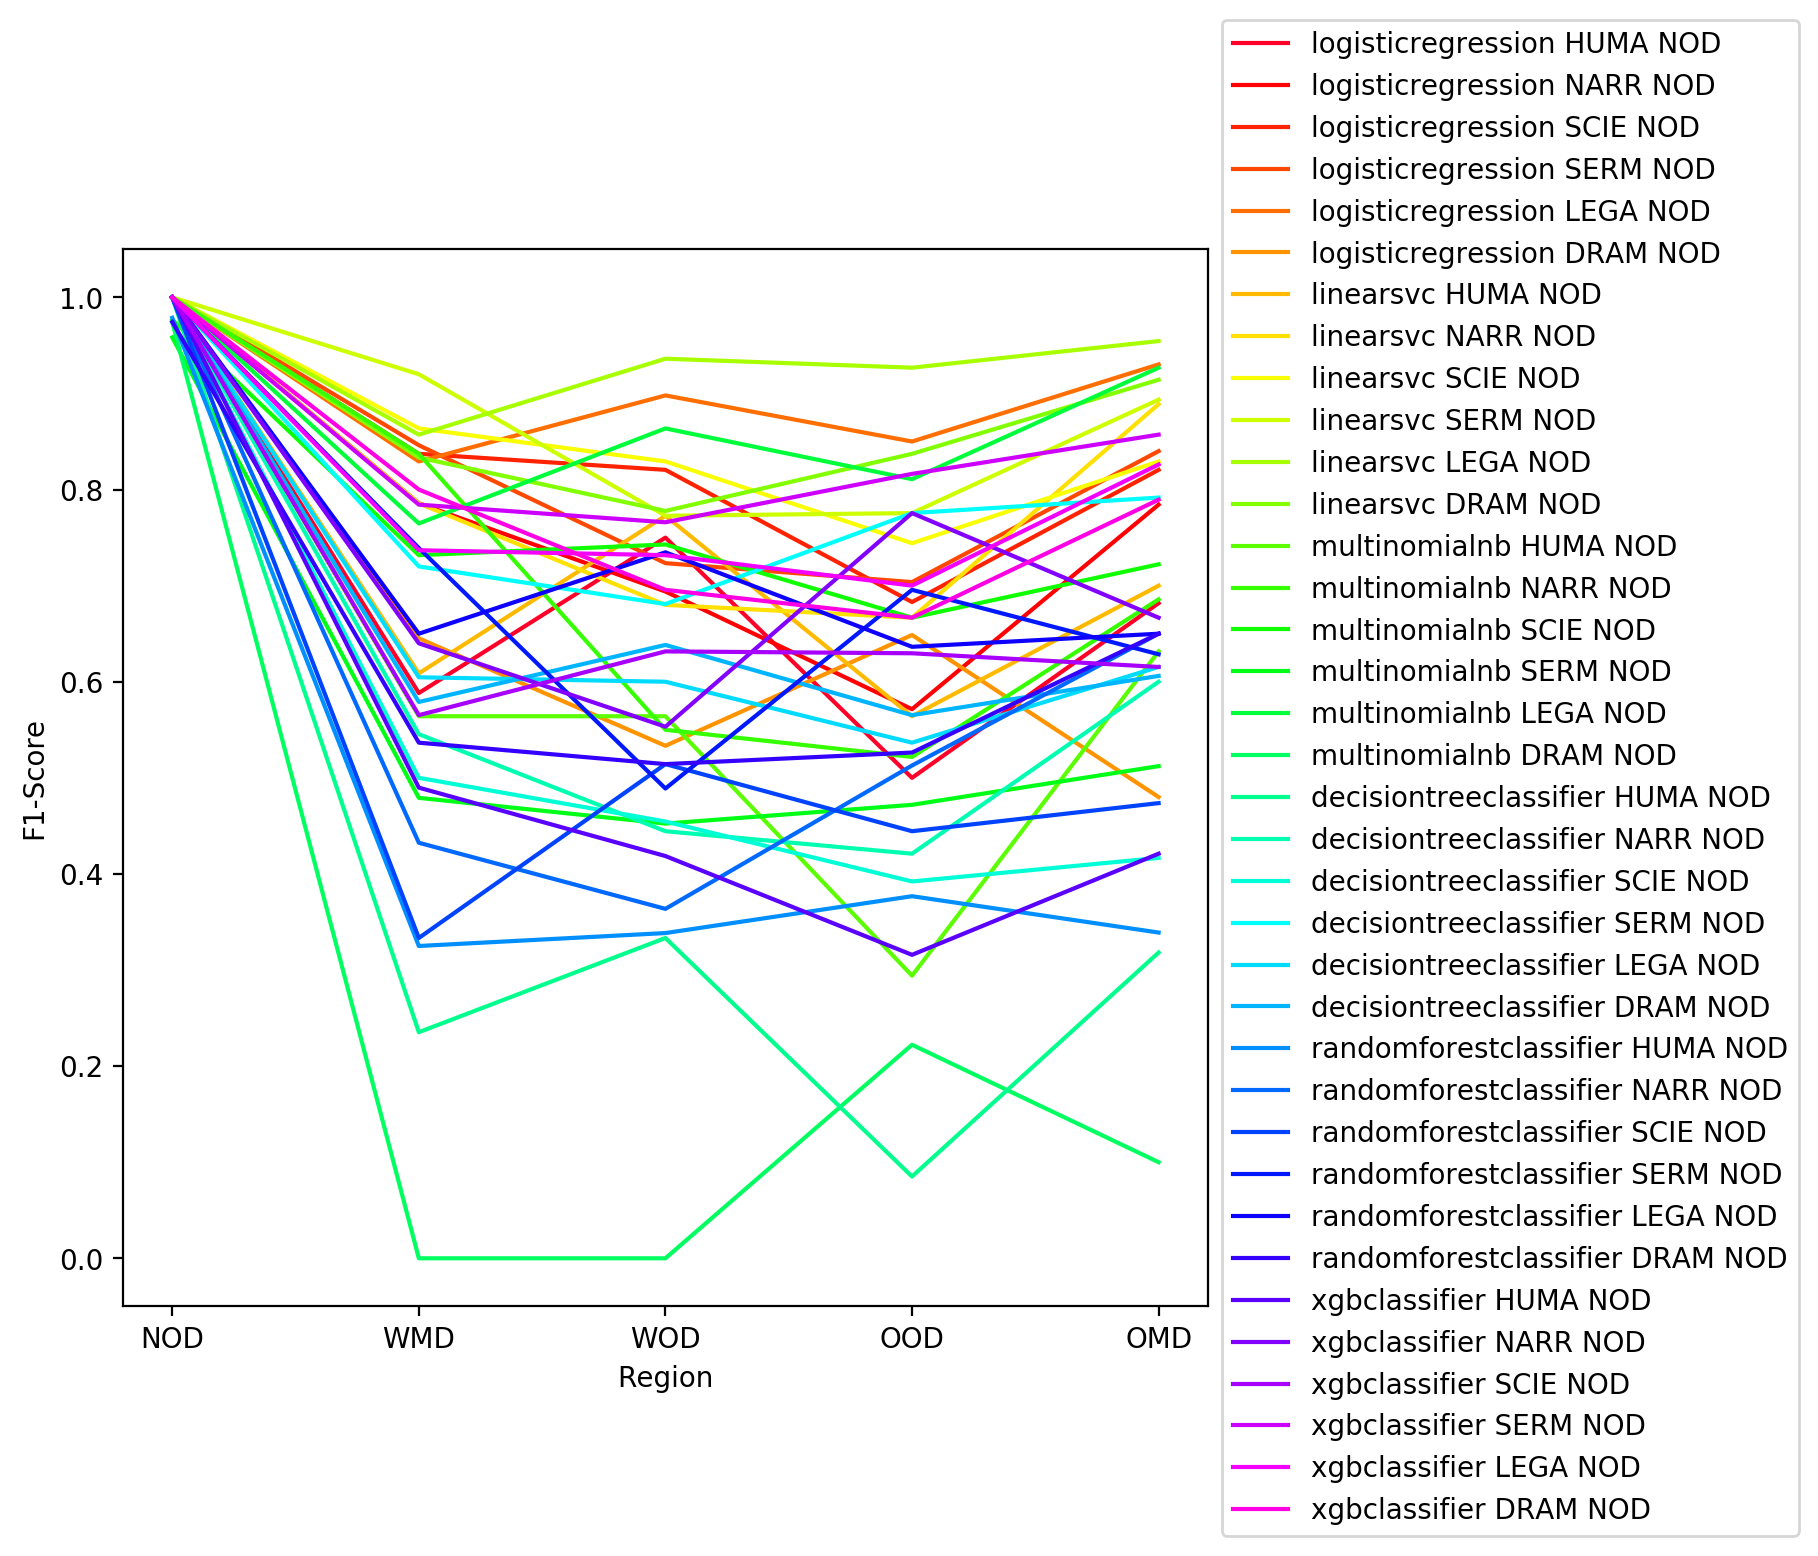 logisticregression HUMA NOD
logisticregression NARR NOD
logisticregression SCIE NOD
logisticregression SERM NOD
logisticregression LEGA NOD
logisticregression DRAM NOD
linearsvc HUMA NOD
linearsvc NARR NOD
linearsvc SCIE NOD
linearsvc SERM NOD
linearsvc LEGA NOD
linearsvc DRAM NOD
multinomialnb HUMA NOD
multinomialnb NARR NOD
multinomialnb SCIE NOD
multinomialnb SERM NOD
multinomialnb LEGA NOD
multinomialnb DRAM NOD
decisiontreeclassifier HUMA NOD
decisiontreeclassifier NARR NOD
decisiontreeclassifier SCIE NOD
decisiontreeclassifier SERM NOD
decisiontreeclassifier LEGA NOD
decisiontreeclassifier DRAM NOD
randomforestclassifier HUMA NOD
randomforestclassifier NARR NOD
randomforestclassifier SCIE NOD
randomforestclassifier SERM NOD
randomforestclassifier LEGA NOD
randomforestclassifier DRAM NOD
xgbclassifier HUMA NOD
xgbclassifier NARR NOD
xgbclassifier SCIE NOD
xgbclassifier SERM NOD
xgbclassifier LEGA NOD
xgbclassifier DRAM NOD
F1-Score
1.0
0.8
0.6
0.4
0.2
0.0
NOD WMD WOD OOD OMD
Region